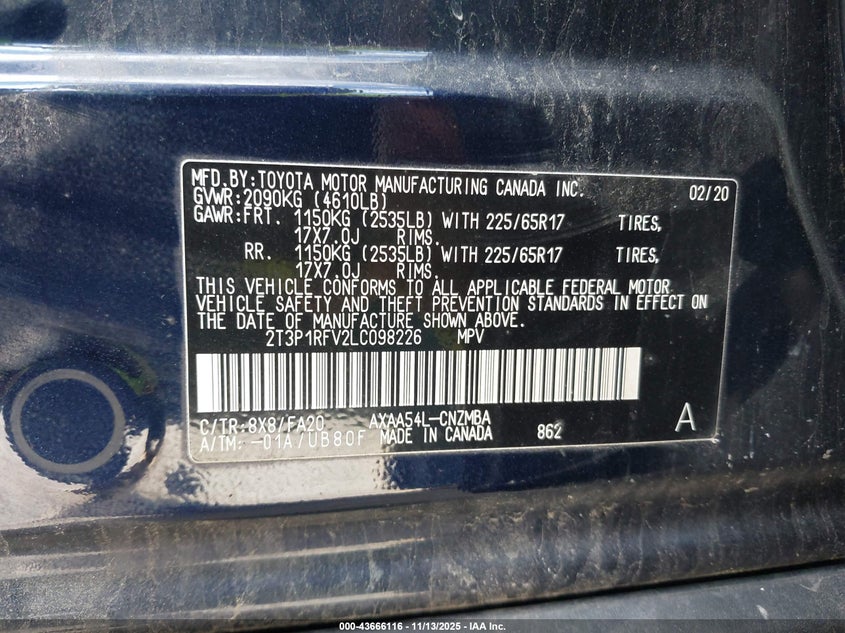 MFD.BY:TOYOTA MOTOR MANUFACTURING CANADA INC. 02/20
GVWR:2090KG (4610LB)
GAWR:FRT. 1150KG (2535LB) WITH 225/65R17 TIRES,
17X7.0J RIMS.
RR. 1150KG (2535LB) WITH 225/65R17 TIRES,
17X7.0J RIMS.
THIS VEHICLE CONFORMS TO ALL APPLICABLE FEDERAL MOTOR
VEHICLE SAFETY AND THEFT PREVENTION STANDARDS IN EFFECT ON
THE DATE OF MANUFACTURE SHOWN ABOVE.
2T3P1RFV2LC098226 MPV
C/TR:8X8/FA20 AXAA54L-CNZMBA
A/TM:-01A/UB80F MADE IN CANADA 862 A
000-43666116 - 11/13/2025 - IAA Inc.